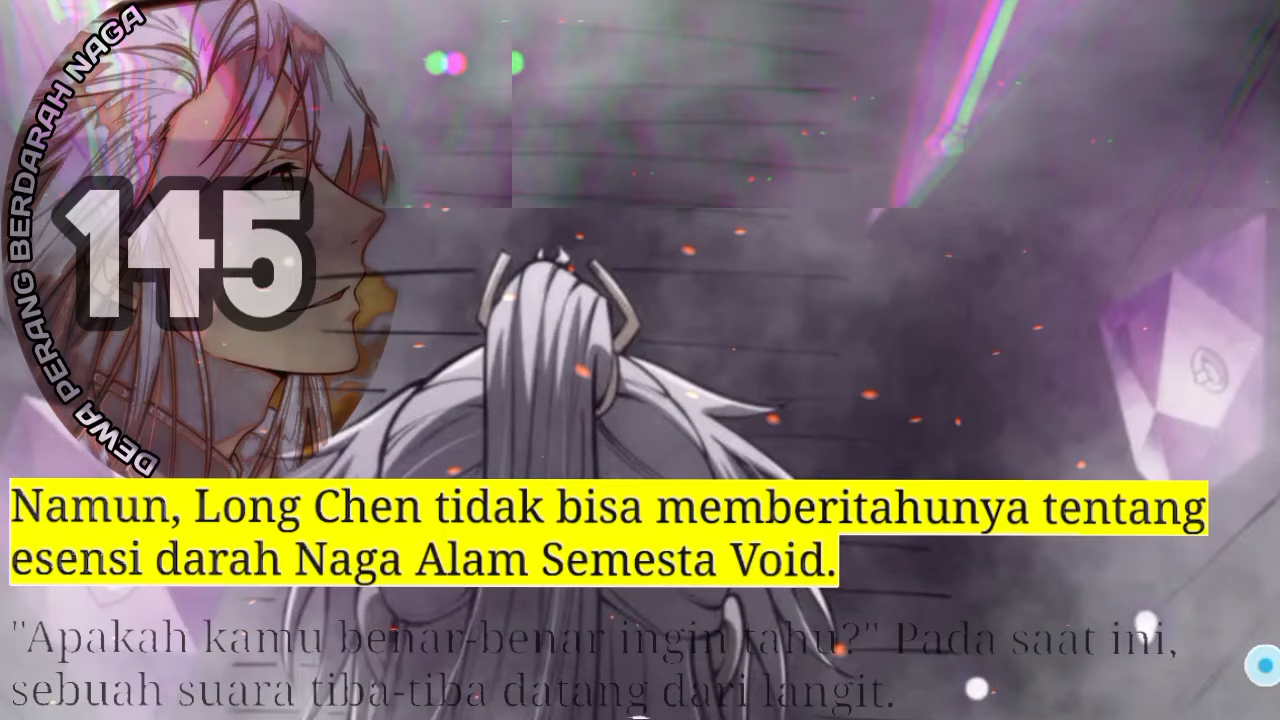 DEWA PERANG BERDARAH NAGA
145
Namun, Long Chen tidak bisa memberitahunya tentang
esensi darah Naga Alam Semesta Void.
"Apakah kamu benar-benar ingin tahu?" Pada saat ini,
sebuah suara tiba-tiba datang dari langit.